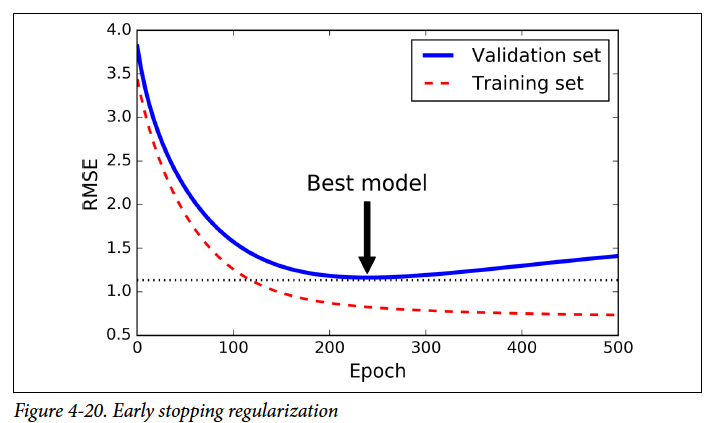 4.0
3.5
3.0
2.5
2.0
1.5
1.0
0.5
RMSE
Validation set
Training set
Best model
0 100 200 300 400 500
Epoch
Figure 4-20. Early stopping regularization